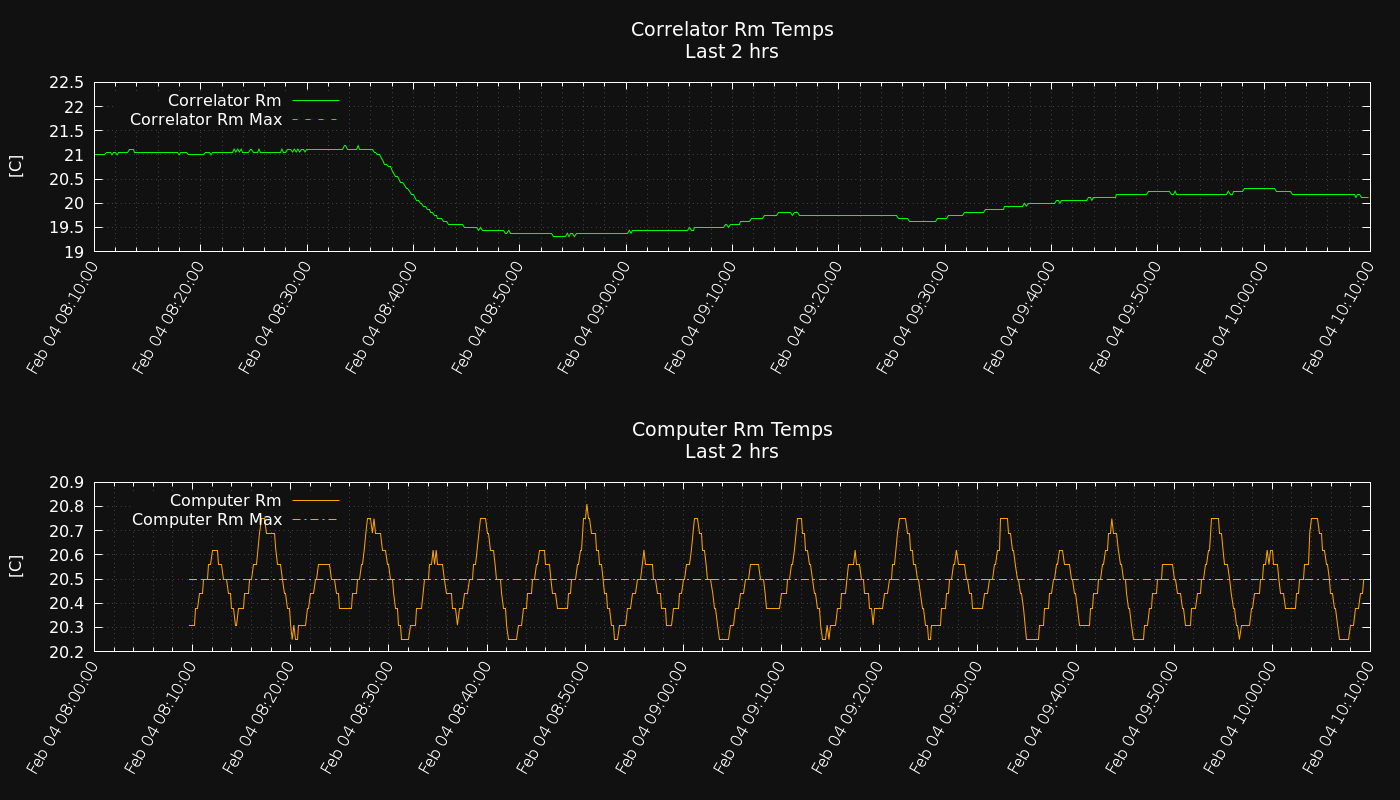 Correlator Rm Temps
Last 2 hrs
22.5
22
21.5
21
20.5
20
19.5
19
[C]
Correlator Rm
Correlator Rm Max
Feb 04 08:10:00
Feb 04 08:20:00
Feb 04 08:30:00
Feb 04 08:40:00
Feb 04 08:50:00
Feb 04 09:00:00
Feb 04 09:10:00
Feb 04 09:20:00
Feb 04 09:30:00
Feb 04 09:40:00
Feb 04 09:50:00
Feb 04 10:00:00
Feb 04 10:10:00
Computer Rm Temps
Last 2 hrs
20.9
20.8
20.7
20.6
20.5
20.4
20.3
20.2
[C]
Computer Rm
Computer Rm Max
Feb 04 08:00:00
Feb 04 08:10:00
Feb 04 08:20:00
Feb 04 08:30:00
Feb 04 08:40:00
Feb 04 08:50:00
Feb 04 09:00:00
Feb 04 09:10:00
Feb 04 09:20:00
Feb 04 09:30:00
Feb 04 09:40:00
Feb 04 09:50:00
Feb 04 10:00:00
Feb 04 10:10:00